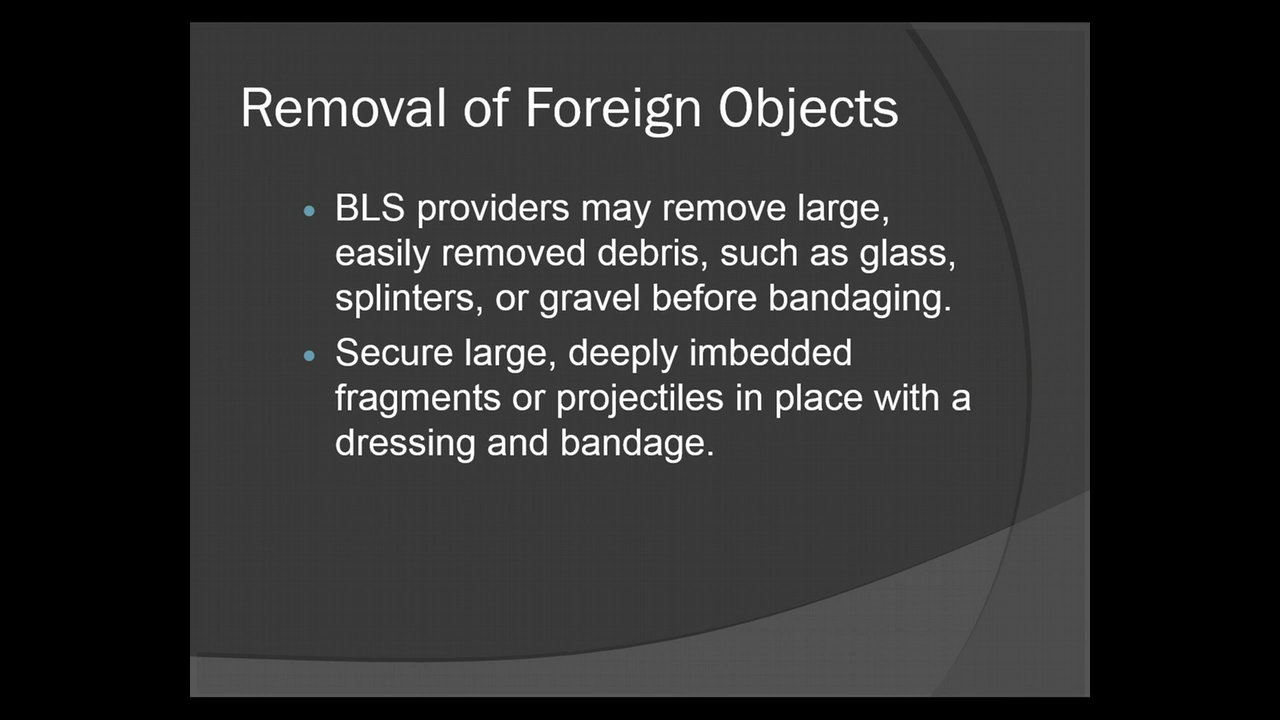 Removal of Foreign Objects
• BLS providers may remove large,
easily removed debris, such as glass,
splinters, or gravel before bandaging.
• Secure large, deeply imbedded
fragments or projectiles in place with a
dressing and bandage.